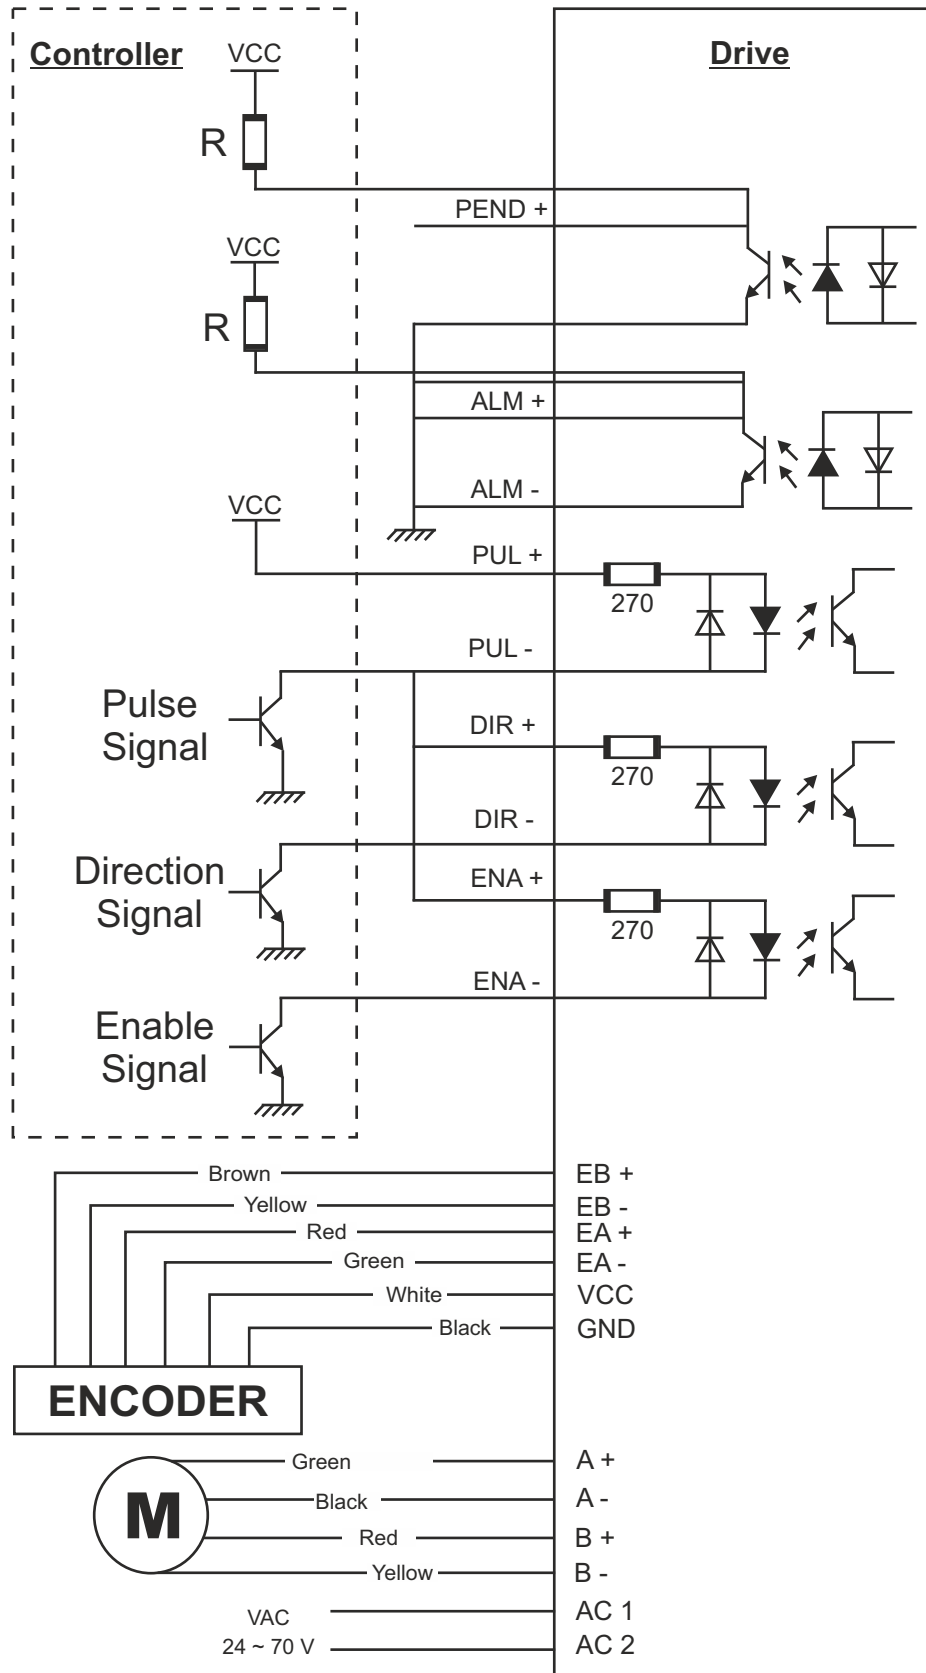 Controller
Drive
VCC
R
PEND +
VCC
R
ALM +
ALM -
VCC
PUL +
270
PUL -
Pulse
Signal
DIR +
270
DIR -
Direction
Signal
ENA +
270
ENA -
Enable
Signal
Brown
EB +
Yellow
EB -
Red
EA +
Green
EA -
White
VCC
Black
GND
ENCODER
Green
A +
M
Black
A -
Red
B +
Yellow
B -
VAC
24 ~ 70 V
AC 1
AC 2